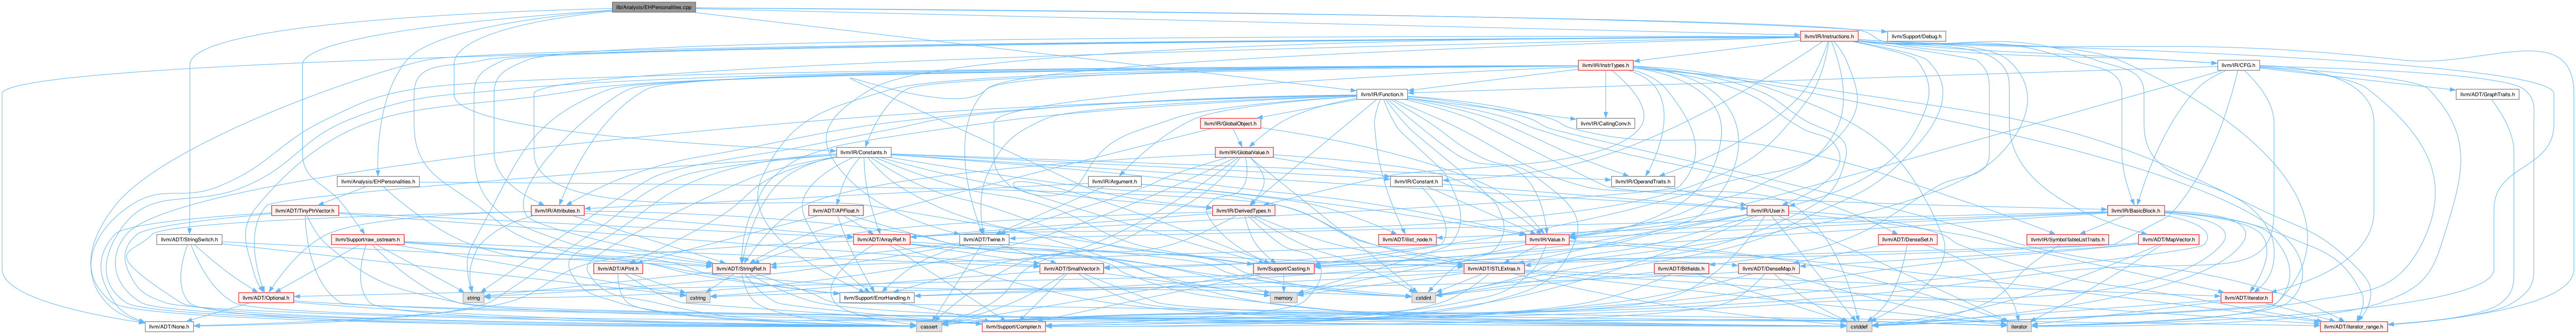 lib/Analysis/EHPersonalities.cpp
llvm/IR/Instructions.h
llvm/Support/Debug.h
llvm/IR/InstrTypes.h
llvm/IR/CFG.h
llvm/IR/Function.h
llvm/ADT/GraphTraits.h
llvm/IR/GlobalObject.h
llvm/IR/CallingConv.h
llvm/IR/Constants.h
llvm/IR/GlobalValue.h
llvm/Analysis/EHPersonalities.h
llvm/IR/Argument.h
llvm/IR/Constant.h
llvm/IR/OperandTraits.h
llvm/ADT/TinyPtrVector.h
llvm/IR/Attributes.h
llvm/ADT/APFloat.h
llvm/IR/DerivedTypes.h
llvm/IR/User.h
llvm/IR/BasicBlock.h
llvm/ADT/StringSwitch.h
llvm/Support/raw_ostream.h
llvm/ADT/ArrayRef.h
llvm/ADT/Twine.h
llvm/ADT/ilist_node.h
llvm/IR/Value.h
llvm/ADT/DenseSet.h
llvm/IR/SymbolTableListTraits.h
llvm/ADT/MapVector.h
llvm/ADT/APInt.h
llvm/ADT/StringRef.h
llvm/ADT/SmallVector.h
llvm/Support/Casting.h
llvm/ADT/STLExtras.h
llvm/ADT/Bitfields.h
llvm/ADT/DenseMap.h
llvm/ADT/Optional.h
string
cstring
llvm/Support/ErrorHandling.h
memory
cstdint
llvm/ADT/iterator.h
llvm/ADT/None.h
cassert
llvm/Support/Compiler.h
cstddef
iterator
llvm/ADT/iterator_range.h